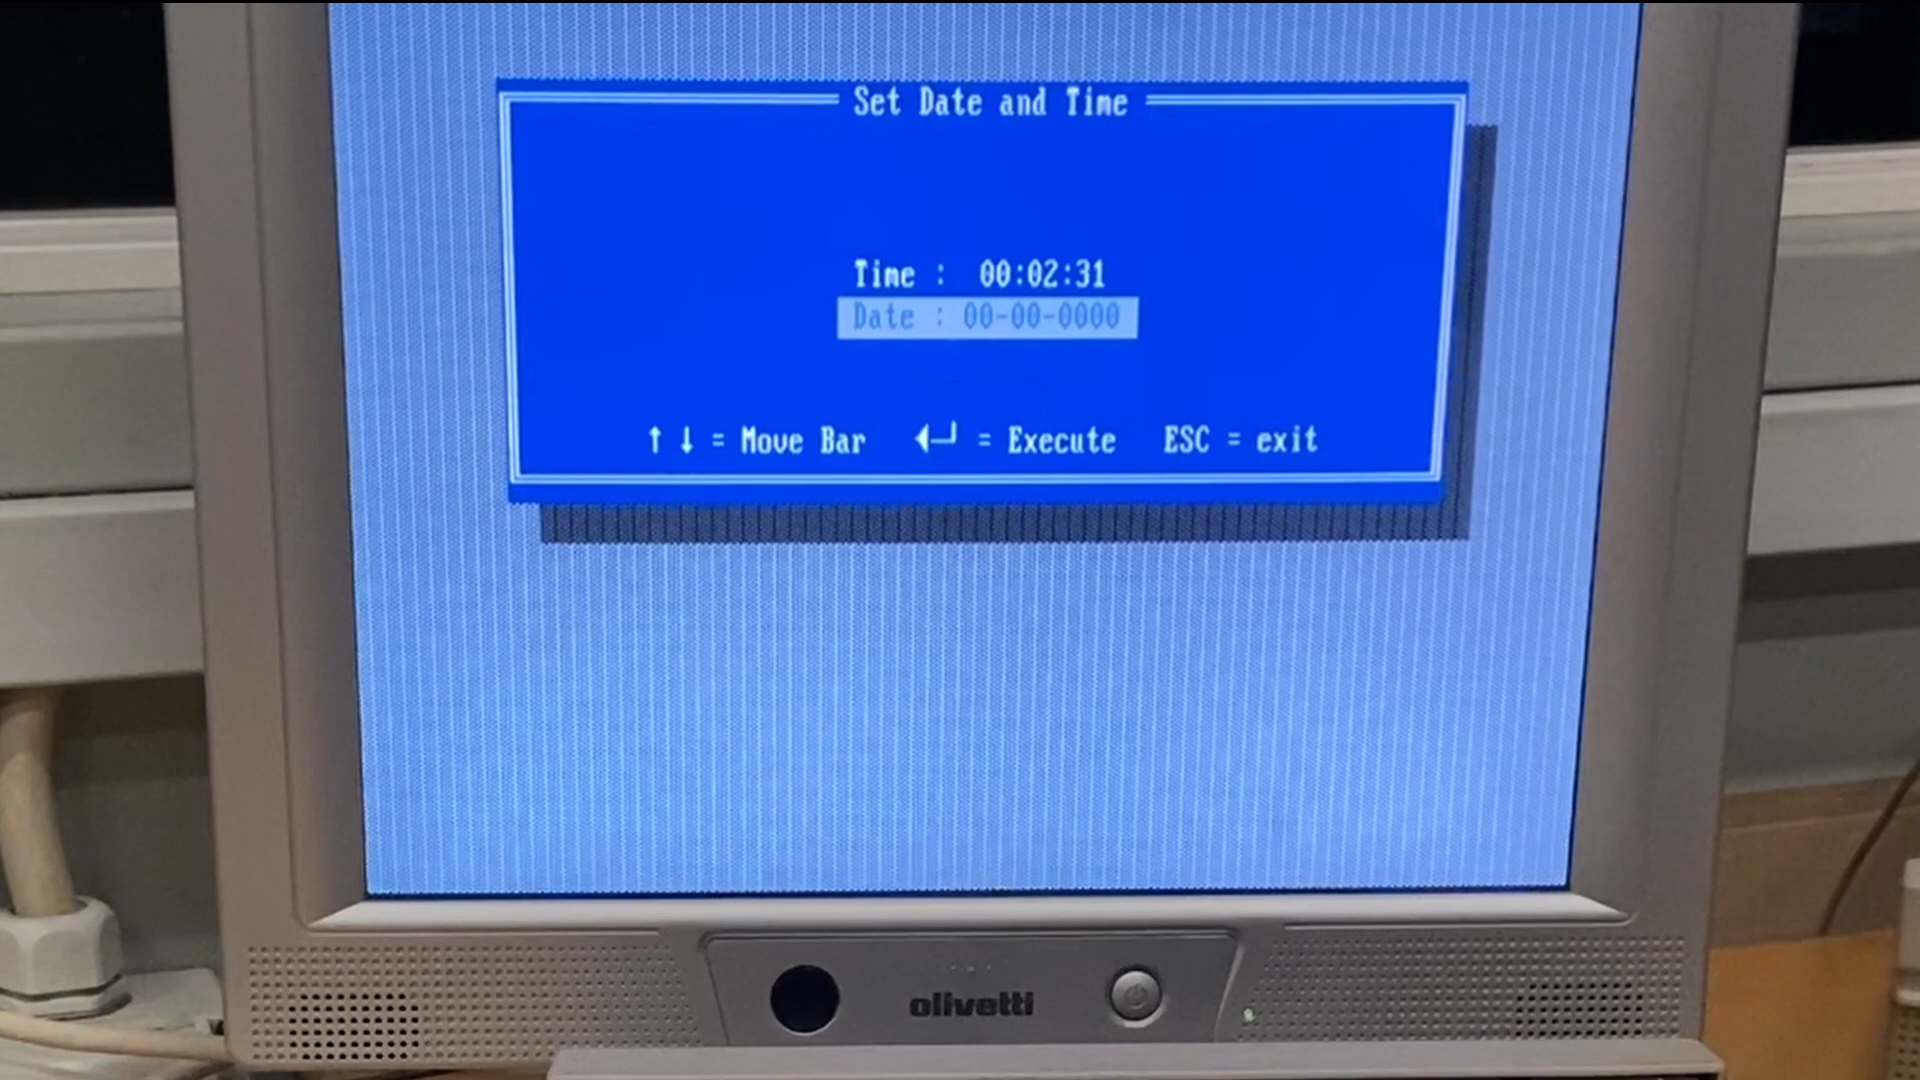 Set Date and Time
Time : 00:02:31
Date : 00-00-0000
↑ ↓ = Move Bar ◄─┘ = Execute ESC = exit
olivetti